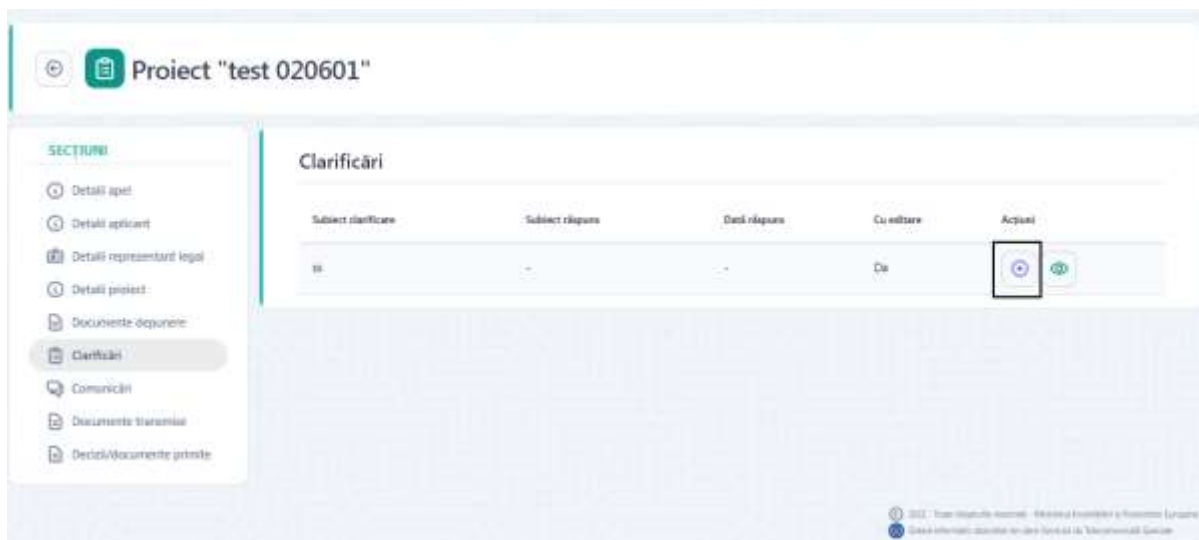 Proiect "test 020601"
SECȚIUNI
Detalii apel
Detalii aplicant
Detalii reprezentant legal
Detalii proiect
Documente depunere
Clarificări
Comunicări
Documente transmise
Decizii/documente primite
Clarificări
Subiect clarificare Subiect răspuns Dată răspuns Cu editare Acțiuni
- - Da